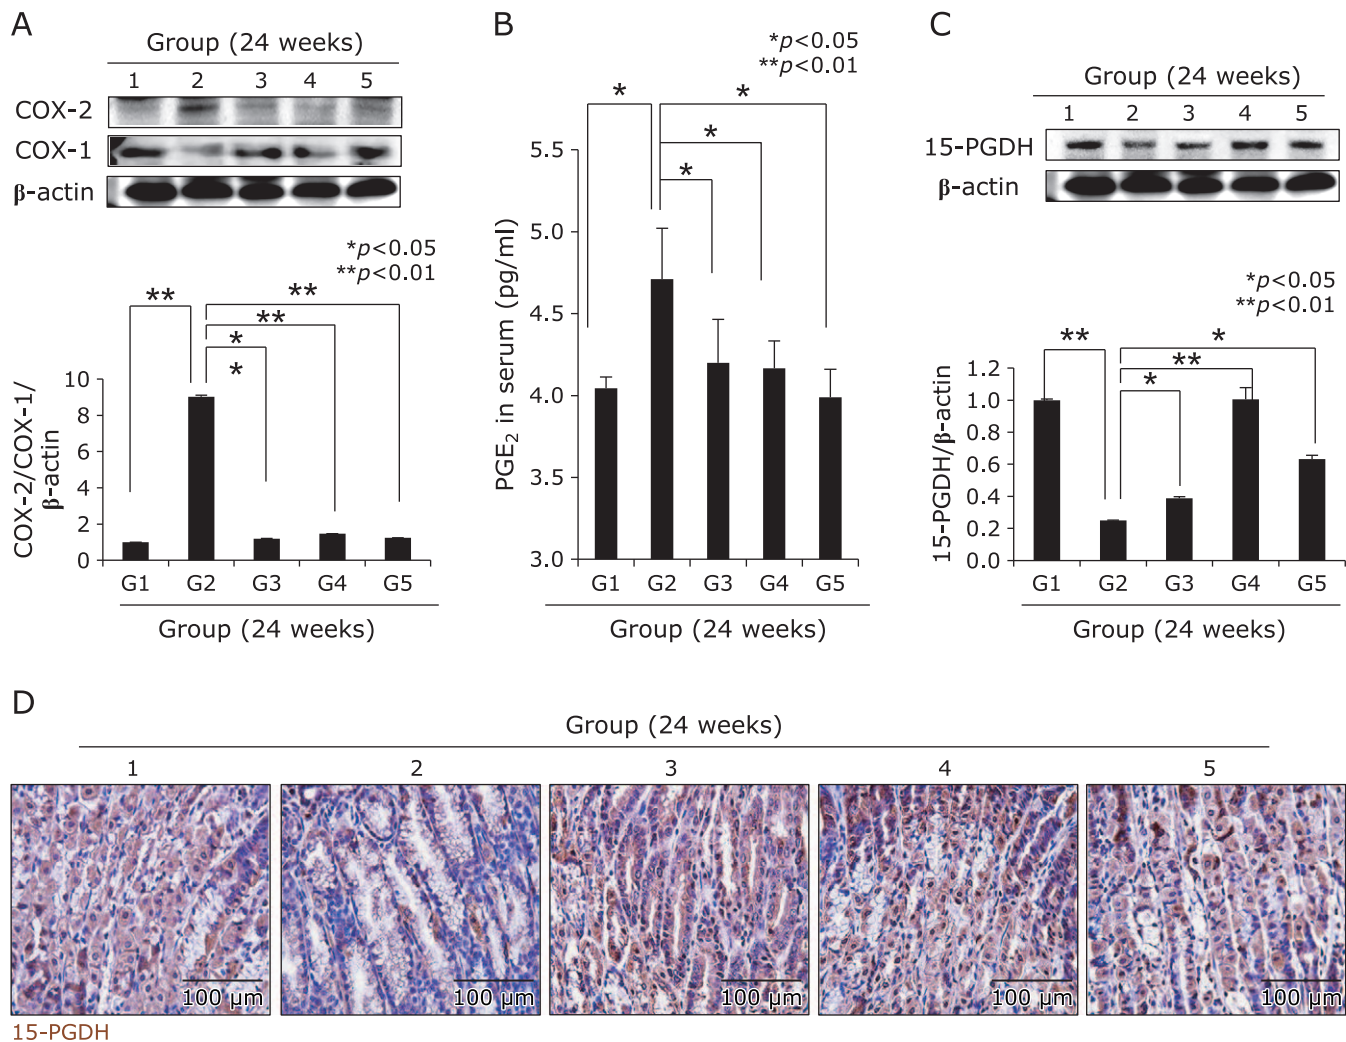 A
Group (24 weeks)
1 2 3 4 5
COX-2
COX-1
β-actin
*p<0.05
**p<0.01
** ** ** * *
COX-2/COX-1/
β-actin
10
8
6
4
2
0
G1 G2 G3 G4 G5
Group (24 weeks)
B
*p<0.05
**p<0.01
* * * *
PGE2 in serum (pg/ml)
5.5
5.0
4.5
4.0
3.5
3.0
G1 G2 G3 G4 G5
Group (24 weeks)
C
Group (24 weeks)
1 2 3 4 5
15-PGDH
β-actin
*p<0.05
**p<0.01
** * ** *
15-PGDH/β-actin
1.2
1.0
0.8
0.6
0.4
0.2
0.0
G1 G2 G3 G4 G5
Group (24 weeks)
D
Group (24 weeks)
1 2 3 4 5
100 μm 100 μm 100 μm 100 μm 100 μm
15-PGDH